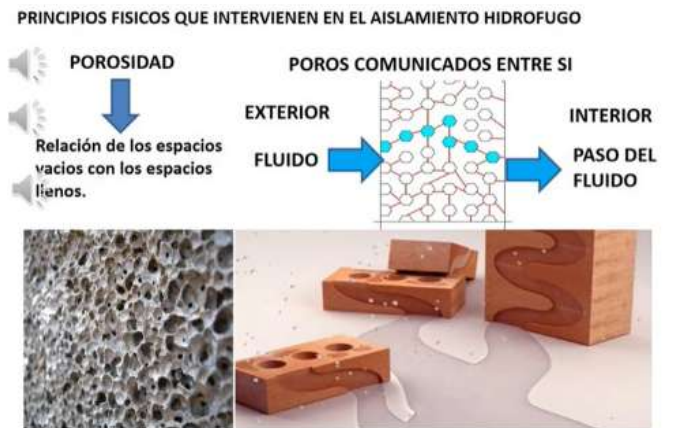 PRINCIPIOS FISICOS QUE INTERVIENEN EN EL AISLAMIENTO HIDROFUGO
POROSIDAD
Relación de los espacios
vacios con los espacios
llenos.
POROS COMUNICADOS ENTRE SI
EXTERIOR
FLUIDO
INTERIOR
PASO DEL
FLUIDO